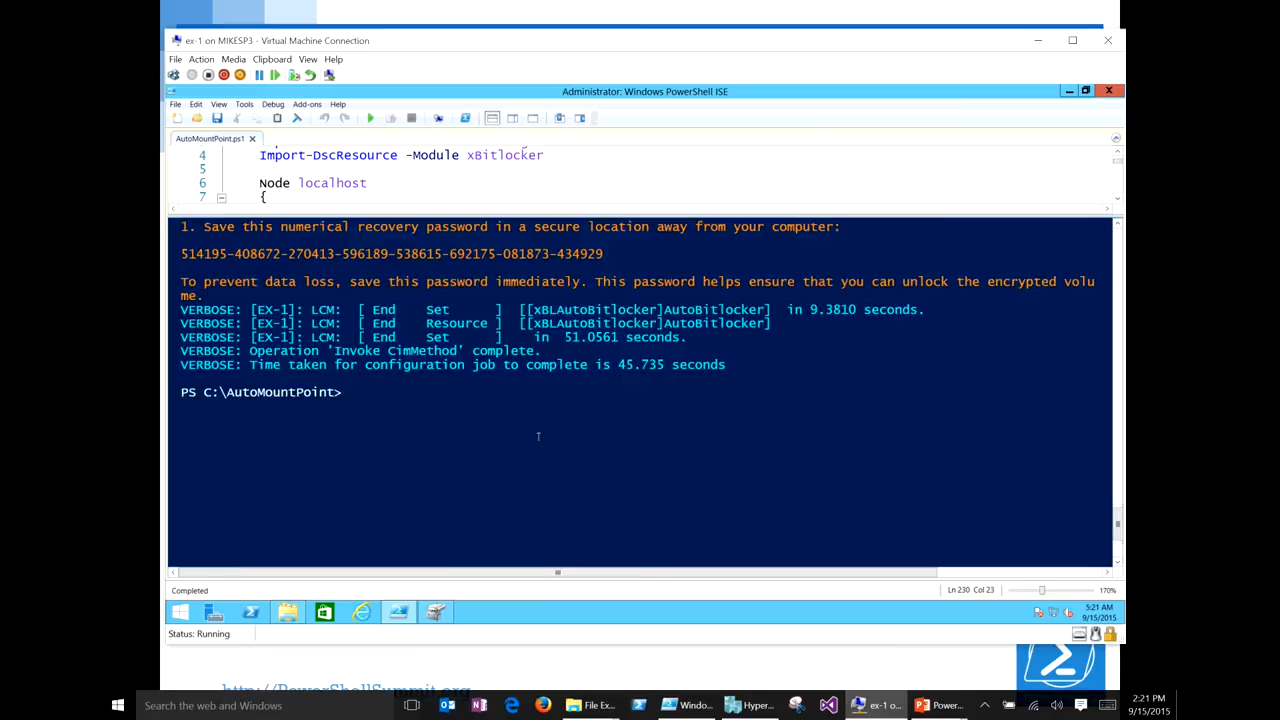 ex-1 on MIKESP3 - Virtual Machine Connection
File Action Media Clipboard View Help
Administrator: Windows PowerShell ISE
File Edit View Tools Debug Add-ons Help
AutoMountPoint.ps1
4 Import-DscResource -Module xBitlocker
5
6 Node localhost
7 {
1. Save this numerical recovery password in a secure location away from your computer:
514195-408672-270413-596189-538615-692175-081873-434929
To prevent data loss, save this password immediately. This password helps ensure that you can unlock the encrypted volu
me.
VERBOSE: [EX-1]: LCM: [ End Set ] [[xBLAutoBitlocker]AutoBitlocker] in 9.3810 seconds.
VERBOSE: [EX-1]: LCM: [ End Resource ] [[xBLAutoBitlocker]AutoBitlocker]
VERBOSE: [EX-1]: LCM: [ End Set ] in 51.0561 seconds.
VERBOSE: Operation 'Invoke CimMethod' complete.
VERBOSE: Time taken for configuration job to complete is 45.735 seconds
PS C:\AutoMountPoint>
Completed Ln 230 Col 23 170%
5:21 AM
9/15/2015
Status: Running
http://PowerShellSummit.org
Search the web and Windows File Ex... Windo... Hyper... ex-1 o... Power...
2:21 PM
9/15/2015